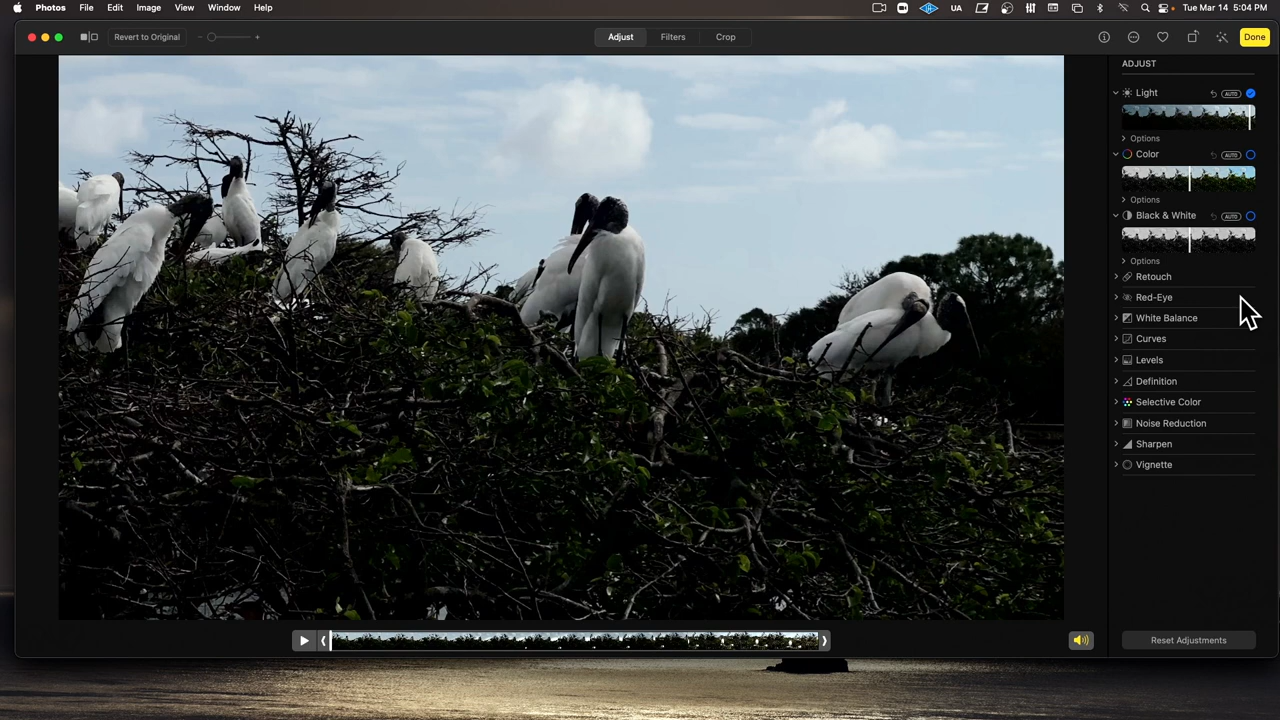 Photos File Edit Image View Window Help UA Tue Mar 14 5:04 PM
Revert to Original - + Adjust Filters Crop Done
ADJUST
Light AUTO
Options
Color AUTO
Options
Black & White AUTO
Options
Retouch
Red-Eye
White Balance
Curves
Levels
Definition
Selective Color
Noise Reduction
Sharpen
Vignette
Reset Adjustments